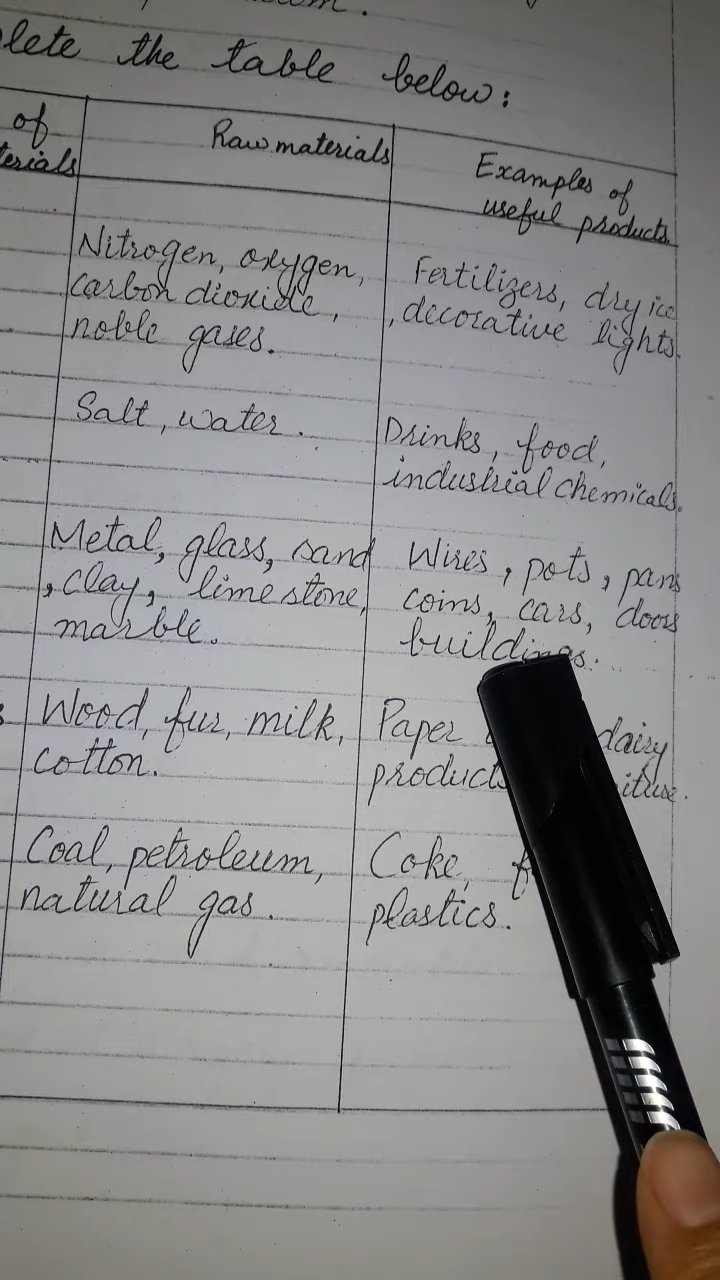 lete the table below:
of
terials
Raw materials
Examples of
useful products
Nitrogen, oxygen,
carbon dioxide,
noble gases.
Fertilizers, dry ice
, decorative lights.
Salt, water.
Drinks, food,
industrial chemicals.
Metal, glass, sand
, clay, limestone,
marble.
Wires, pots, pans
coins, cars, doors
buildings.
Wood, fur, milk,
cotton.
Paper dairy
product
Coal, petroleum,
natural gas.
Coke,
plastics.